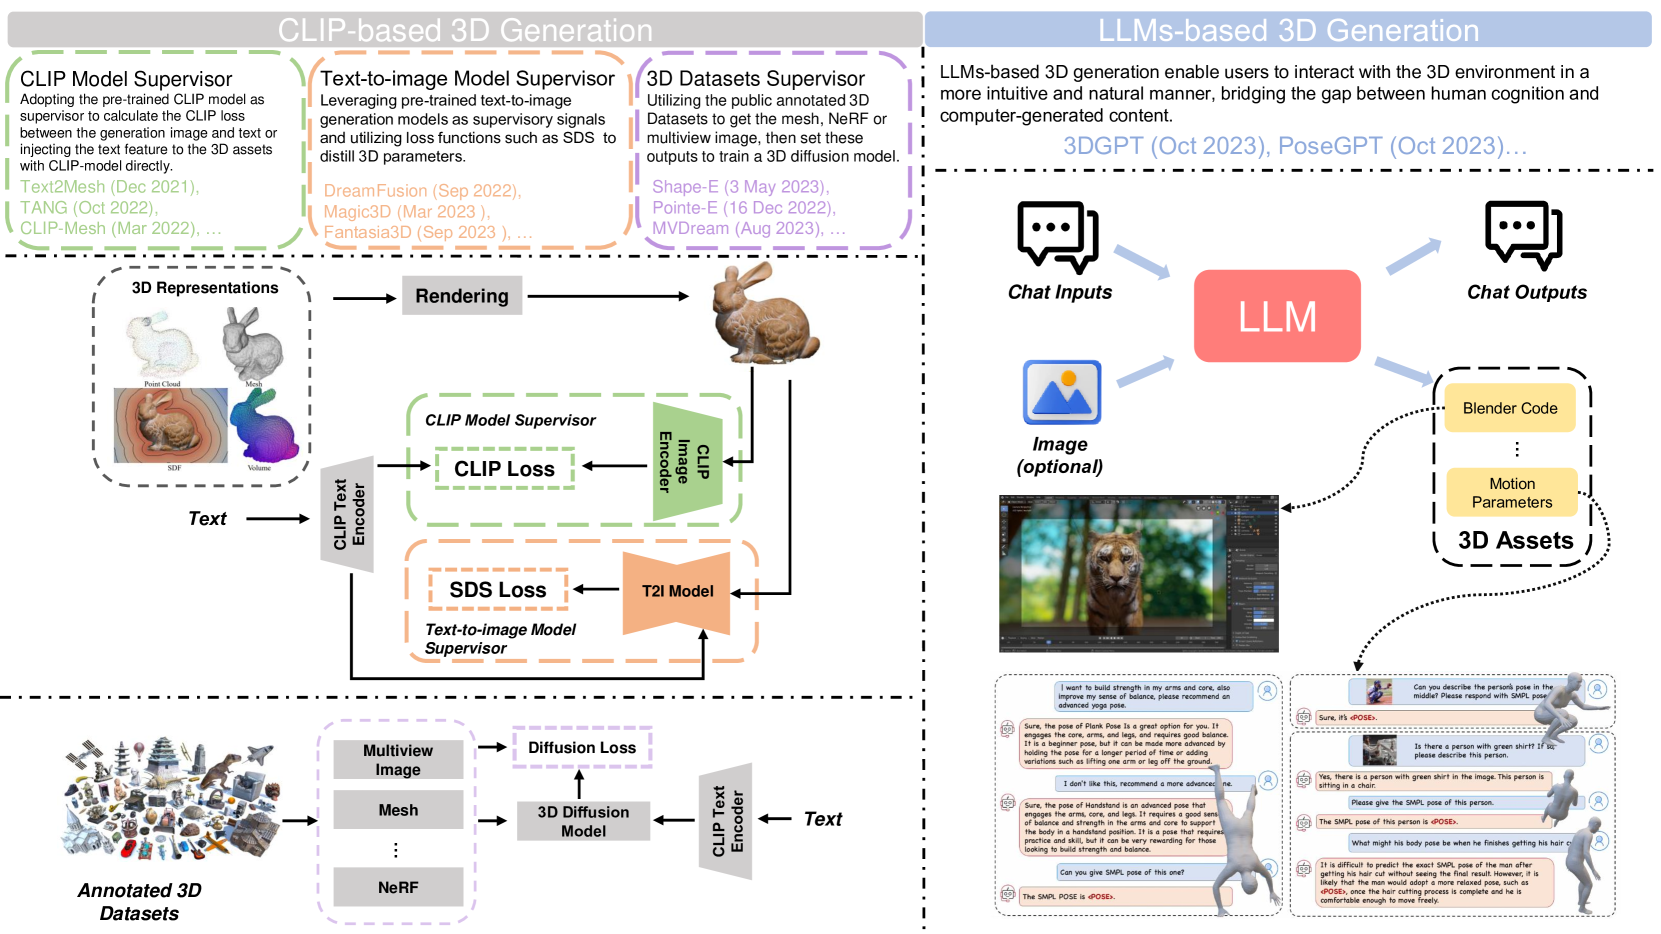 CLIP-based 3D Generation
CLIP Model Supervisor
Adopting the pre-trained CLIP model as
supervisor to calculate the CLIP loss
between the generation image and text or
injecting the text feature to the 3D assets
with CLIP-model directly.
Text2Mesh (Dec 2021),
TANG (Oct 2022),
CLIP-Mesh (Mar 2022), …
Text-to-image Model Supervisor
Leveraging pre-trained text-to-image
generation models as supervisory signals
and utilizing loss functions such as SDS to
distill 3D parameters.
DreamFusion (Sep 2022),
Magic3D (Mar 2023 ),
Fantasia3D (Sep 2023 ), …
3D Datasets Supervisor
Utilizing the public annotated 3D
Datasets to get the mesh, NeRF or
multiview image, then set these
outputs to train a 3D diffusion model.
Shape-E (3 May 2023),
Pointe-E (16 Dec 2022),
MVDream (Aug 2023), …
3D Representations
Point Cloud
Mesh
SDF
Volume
Rendering
CLIP Model Supervisor
CLIP Loss
CLIP
Image
Encoder
Text
CLIP Text
Encoder
SDS Loss
T2I Model
Text-to-image Model
Supervisor
Annotated 3D
Datasets
Multiview
Image
Mesh
⋮
NeRF
Diffusion Loss
3D Diffusion
Model
CLIP Text
Encoder
Text
LLMs-based 3D Generation
LLMs-based 3D generation enable users to interact with the 3D environment in a
more intuitive and natural manner, bridging the gap between human cognition and
computer-generated content.
3DGPT (Oct 2023), PoseGPT (Oct 2023)…
Chat Inputs
LLM
Chat Outputs
Image
(optional)
Blender Code
⋮
Motion
Parameters
3D Assets
I want to build strength in my arms and core, also
improve my sense of balance, please recommend an
advanced yoga pose.
Sure, the pose of Plank Pose is a great option for you. It
engages the core, arms, and legs, and requires good balance.
It is a beginner pose, but it can be made more advanced by
holding the pose for a longer period of time or adding
variations such as lifting one arm or leg off the ground.
I don't like this, recommend a more advanced one.
Sure, the pose of Handstand is an advanced pose that
engages the arms, core, and legs. It requires a good sens
of balance and strength in the arms and core to support
the body in a handstand position. It is a pose that requires
practice and skill, but it can be very rewarding for those
looking to build strength and balance.
Can you give SMPL pose of this one?
The SMPL POSE is <POSE>.
Can you describe the person's pose in the
middle? Please respond with SMPL pose
Sure, it's <POSE>.
Is there a person with green shirt? If so,
please describe this person.
Yes, there is a person with green shirt in the image. This person is
sitting in a chair.
Please give the SMPL pose of this person.
The SMPL pose of this person is <POSE>.
What might his body pose be when he finishes getting his hair c
It is difficult to predict the exact SMPL pose of the man after
getting his hair cut without seeing the final result. However, it is
likely that the man would adopt a more relaxed pose, such as
<POSE>, once the hair cutting process is complete and he is
comfortable enough to move freely.